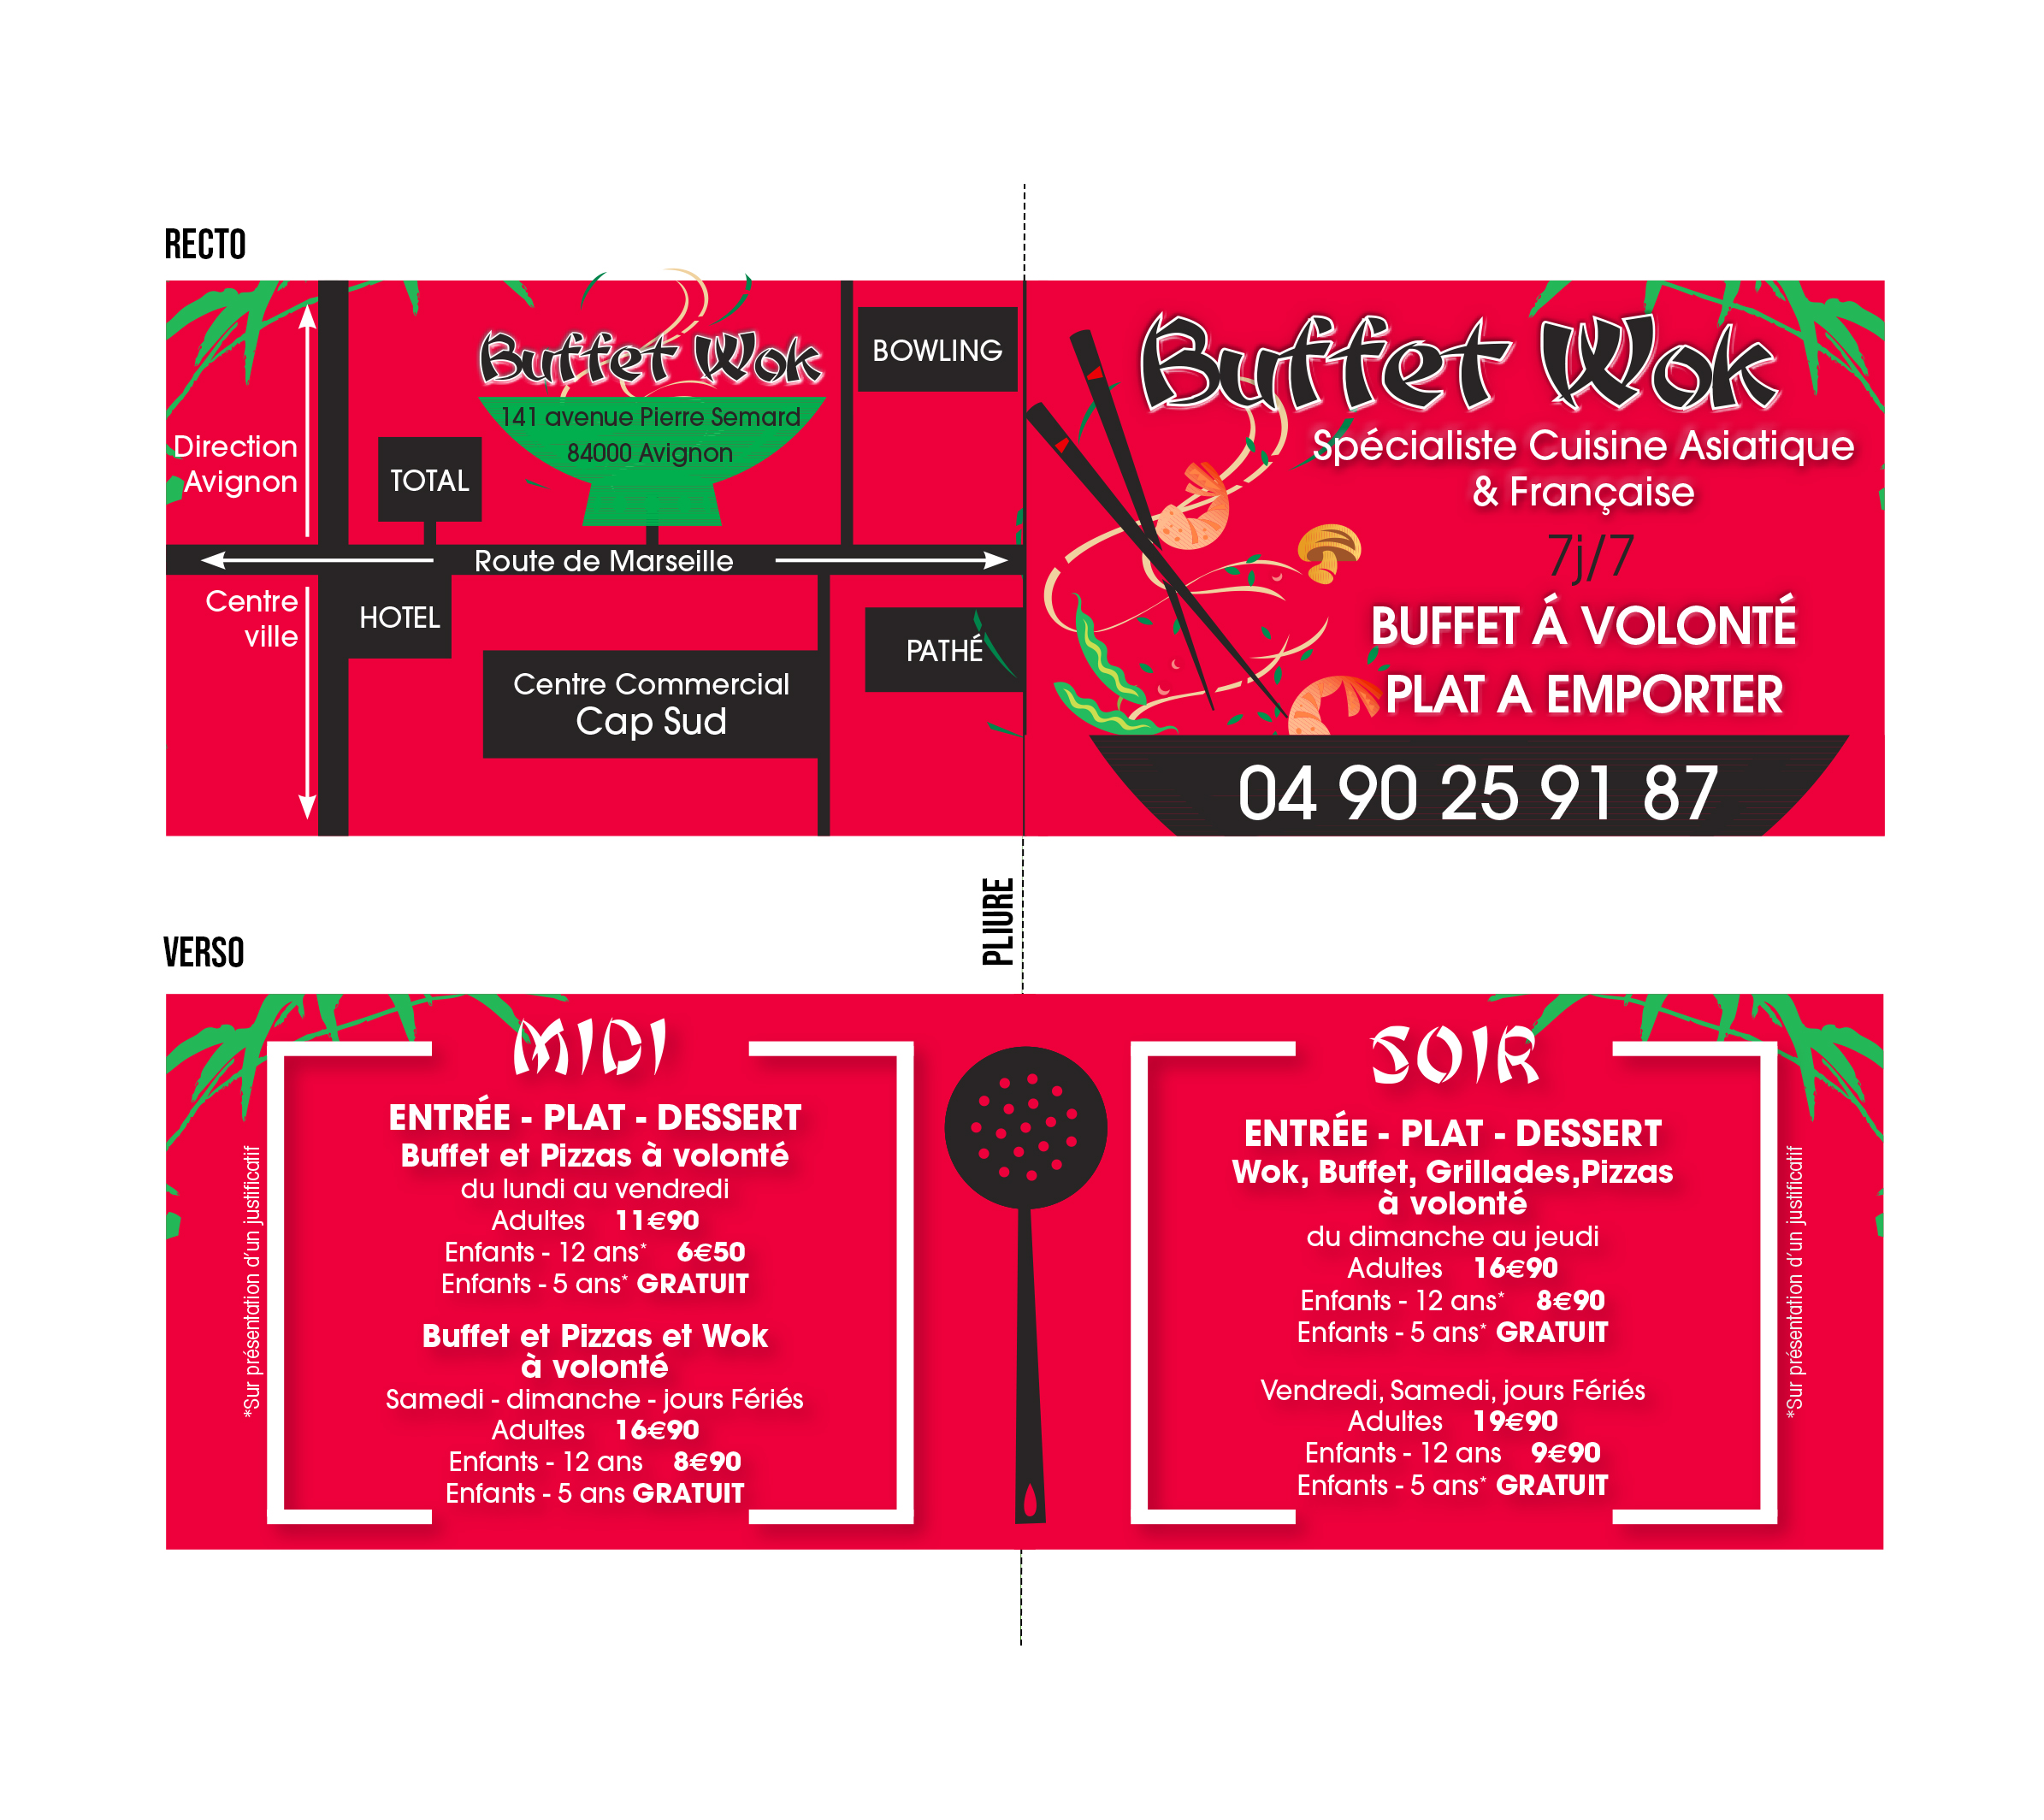 RECTO
Buffet Wok
141 avenue Pierre Semard
84000 Avignon
BOWLING
Direction
Avignon
TOTAL
Route de Marseille
Centre
ville
HOTEL
PATHÉ
Centre Commercial
Cap Sud
Buffet Wok
Spécialiste Cuisine Asiatique
& Française
7j/7
BUFFET Á VOLONTÉ
PLAT A EMPORTER
04 90 25 91 87
PLIURE
VERSO
MIDI
ENTRÉE - PLAT - DESSERT
Buffet et Pizzas à volonté
du lundi au vendredi
Adultes 11€90
Enfants - 12 ans* 6€50
Enfants - 5 ans* GRATUIT
Buffet et Pizzas et Wok
à volonté
Samedi - dimanche - jours Fériés
Adultes 16€90
Enfants - 12 ans 8€90
Enfants - 5 ans GRATUIT
*Sur présentation d'un justificatif
SOIR
ENTRÉE - PLAT - DESSERT
Wok, Buffet, Grillades,Pizzas
à volonté
du dimanche au jeudi
Adultes 16€90
Enfants - 12 ans* 8€90
Enfants - 5 ans* GRATUIT
Vendredi, Samedi, jours Fériés
Adultes 19€90
Enfants - 12 ans 9€90
Enfants - 5 ans* GRATUIT
*Sur présentation d'un justificatif